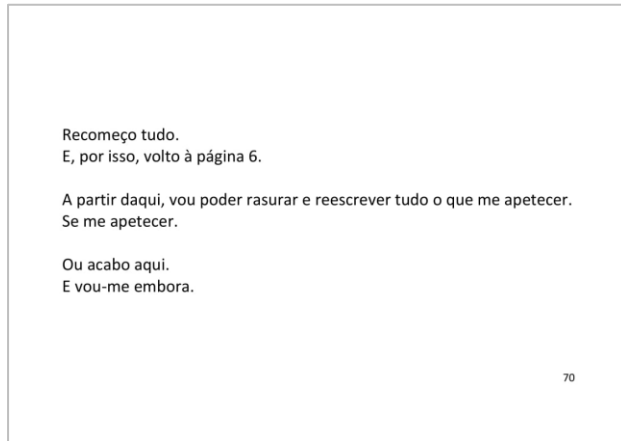 Recomeço tudo.
E, por isso, volto à página 6.
A partir daqui, vou poder rasurar e reescrever tudo o que me apetecer.
Se me apetecer.
Ou acabo aqui.
E vou-me embora.
70